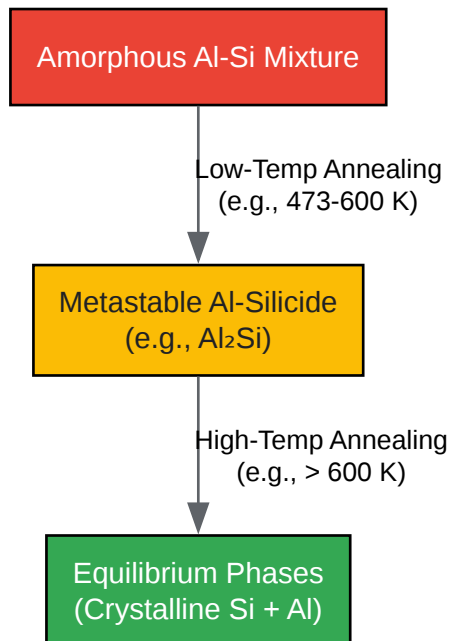 Amorphous Al-Si Mixture
Low-Temp Annealing
(e.g., 473-600 K)
Metastable Al-Silicide
(e.g., Al₂Si)
High-Temp Annealing
(e.g., > 600 K)
Equilibrium Phases
(Crystalline Si + Al)